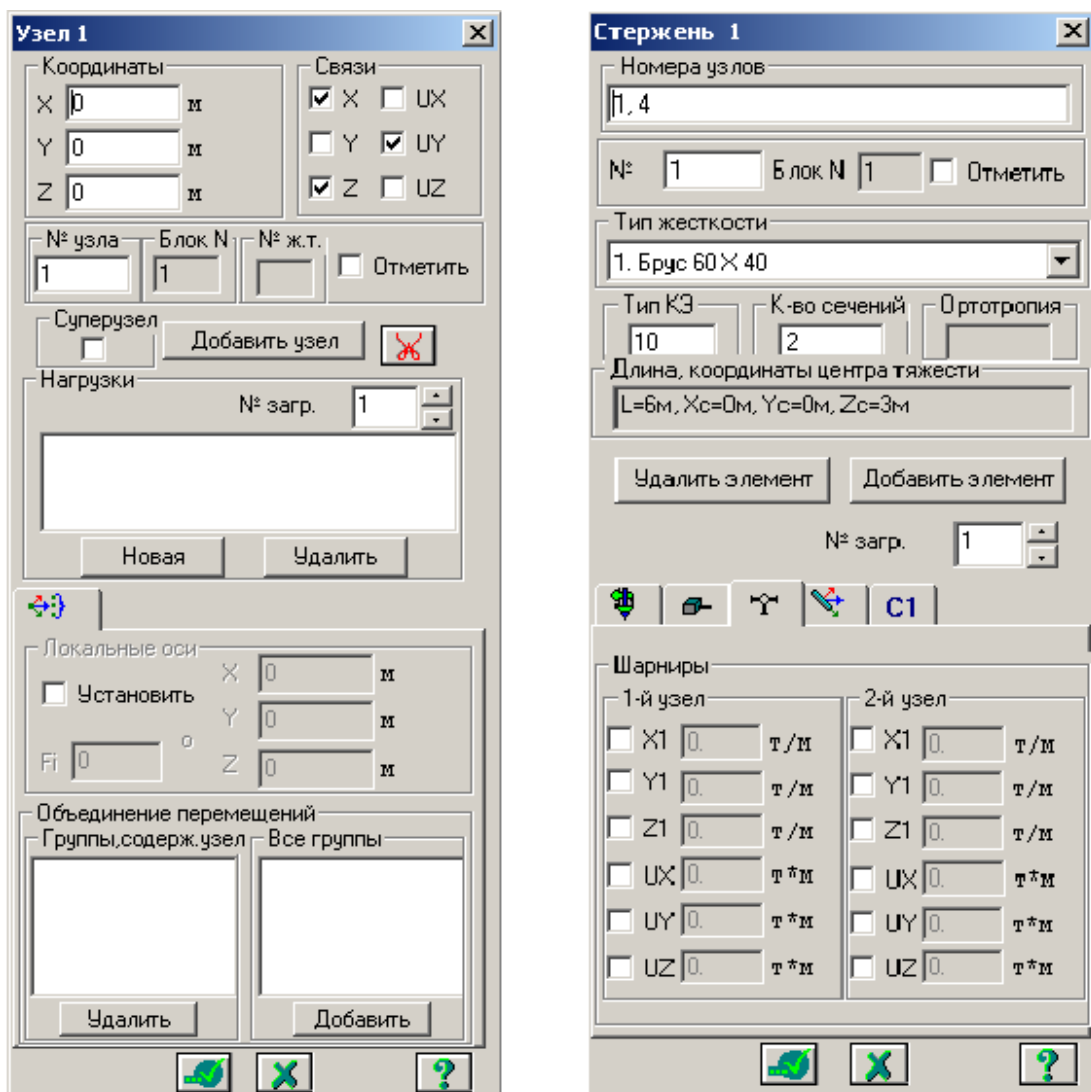 Узел 1
Координаты
X 0 м
Y 0 м
Z 0 м
Связи
X UX
Y UY
Z UZ
№ узла Блок N № ж.т.
1 1 Отметить
Суперузел
Добавить узел
Нагрузки
№ загр. 1
Новая Удалить
Локальные оси
Установить
X 0 м
Y 0 м
Fi 0 o
Z 0 м
Объединение перемещений
Группы,содерж.узел Все группы
Удалить Добавить
?
Стержень 1
Номера узлов
1, 4
№ 1 Блок N 1 Отметить
Тип жесткости
1. Брус 60 X 40
Тип КЭ К-во сечений Ортотропия
10 2
Длина, координаты центра тяжести
L=6м, Xc=0м, Yc=0м, Zc=3м
Удалить элемент Добавить элемент
№ загр. 1
C1
Шарниры
1-й узел 2-й узел
X1 0. т/м X1 0. т/м
Y1 0. т/м Y1 0. т/м
Z1 0. т/м Z1 0. т/м
UX 0. т*м UX 0. т*м
UY 0. т*м UY 0. т*м
UZ 0. т*м UZ 0. т*м
?